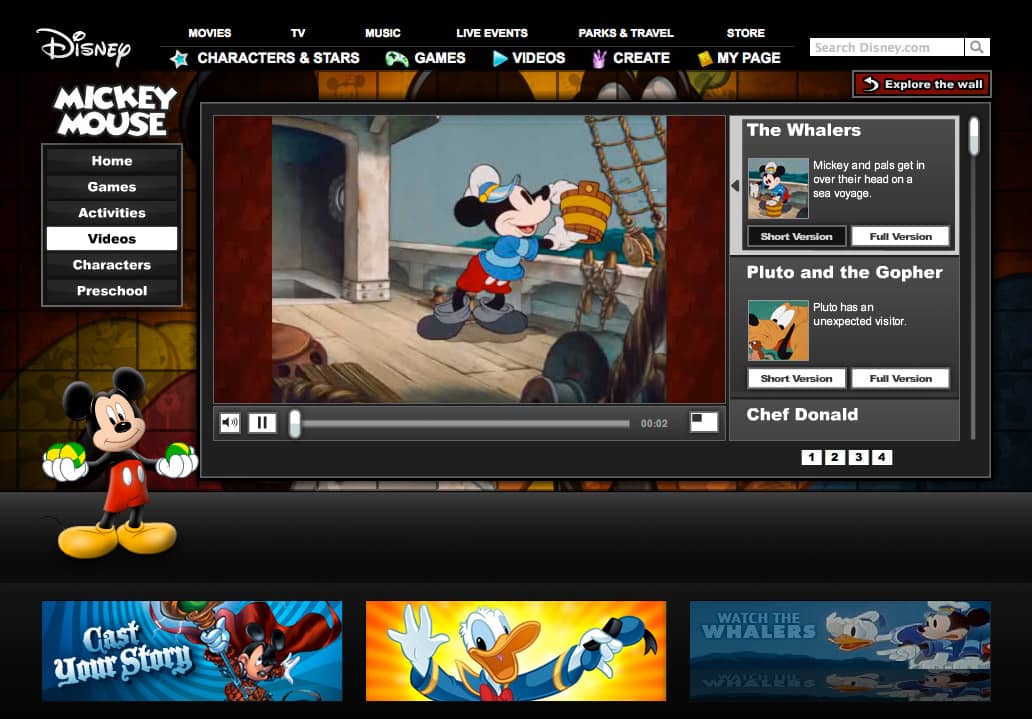 Disney
MOVIES TV MUSIC LIVE EVENTS PARKS & TRAVEL STORE
CHARACTERS & STARS GAMES VIDEOS CREATE MY PAGE
Search Disney.com
Explore the wall
MICKEY
MOUSE
Home
Games
Activities
Videos
Characters
Preschool
The Whalers
Mickey and pals get in
over their head on a
sea voyage.
Short Version Full Version
Pluto and the Gopher
Pluto has an
unexpected visitor.
Short Version Full Version
Chef Donald
00:02
1 2 3 4
Cast
Your Story
WATCH THE
WHALERS